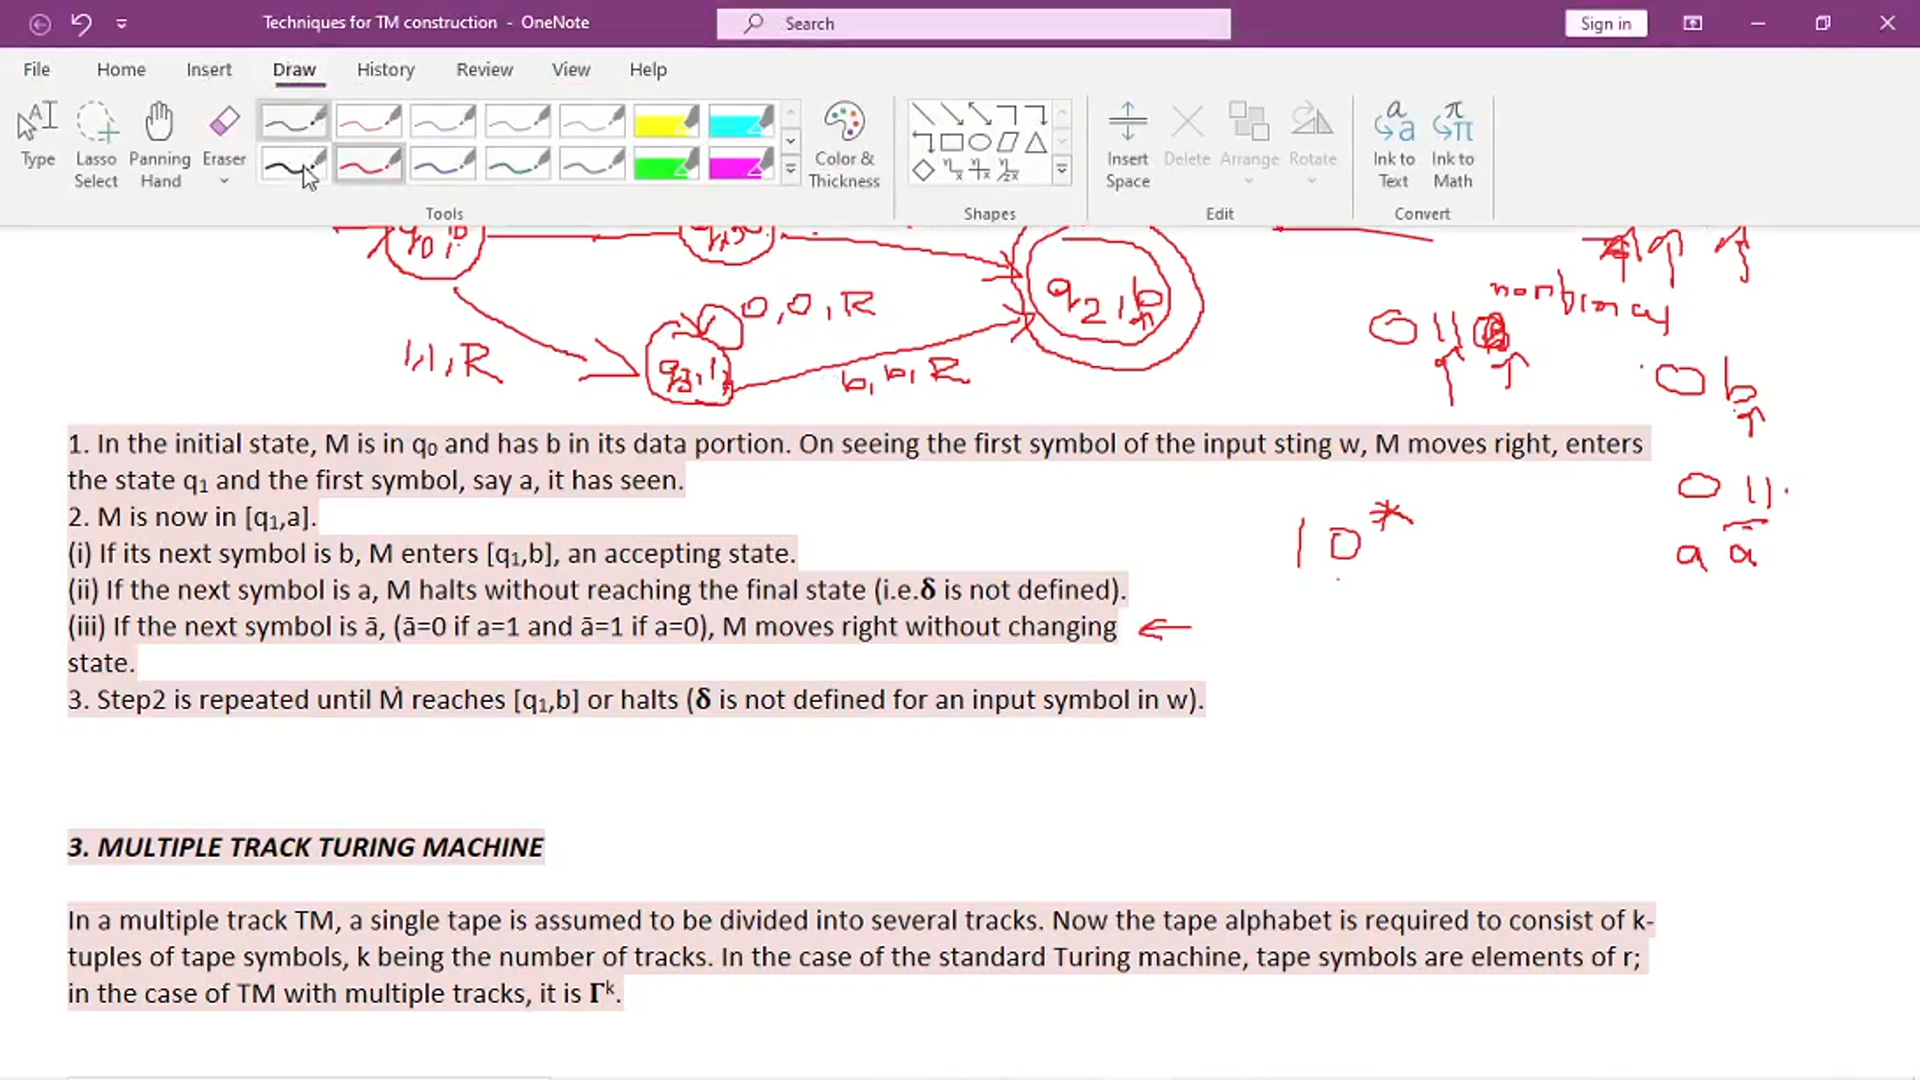 Techniques for TM construction - OneNote
Search
Sign in
File Home Insert Draw History Review View Help
Type
Lasso Select
Panning Hand
Eraser
Color & Thickness
Insert Space
Delete
Arrange
Rotate
Ink to Text
Ink to Math
Tools
Shapes
Edit
Convert
0,0,R
q2,b
nonbinary
1,1,R
b,b,R
0 11
0 b
1. In the initial state, M is in q₀ and has b in its data portion. On seeing the first symbol of the input sting w, M moves right, enters
the state q₁ and the first symbol, say a, it has seen.
0 11
2. M is now in [q₁,a].
10*
a a
(i) If its next symbol is b, M enters [q₁,b], an accepting state.
(ii) If the next symbol is a, M halts without reaching the final state (i.e.δ is not defined).
(iii) If the next symbol is ā, (ā=0 if a=1 and ā=1 if a=0), M moves right without changing
state.
3. Step2 is repeated until M reaches [q₁,b] or halts (δ is not defined for an input symbol in w).
3. MULTIPLE TRACK TURING MACHINE
In a multiple track TM, a single tape is assumed to be divided into several tracks. Now the tape alphabet is required to consist of k-
tuples of tape symbols, k being the number of tracks. In the case of the standard Turing machine, tape symbols are elements of r;
in the case of TM with multiple tracks, it is Γᵏ.